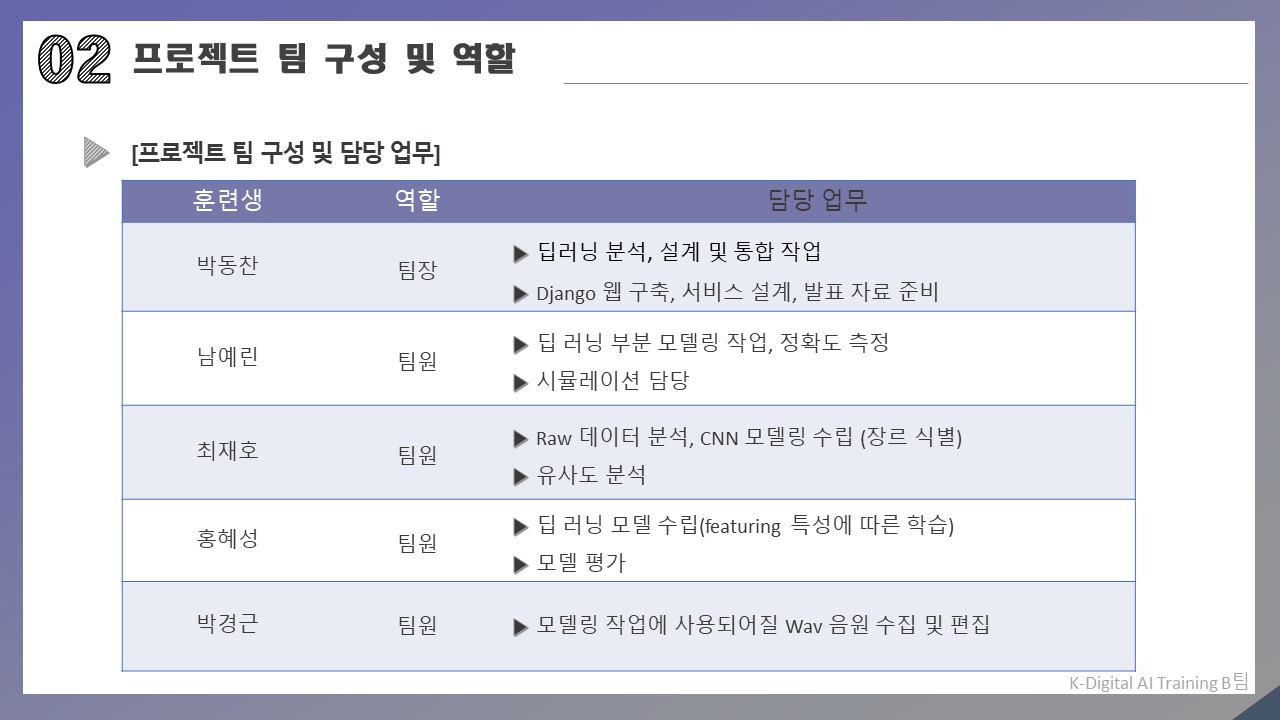 02 프로젝트 팀 구성 및 역할
[프로젝트 팀 구성 및 담당 업무]
훈련생 역할 담당 업무
박동찬 팀장
딥러닝 분석, 설계 및 통합 작업
Django 웹 구축, 서비스 설계, 발표 자료 준비
남예린 팀원
딥 러닝 부분 모델링 작업, 정확도 측정
시뮬레이션 담당
최재호 팀원
Raw 데이터 분석, CNN 모델링 수립 (장르 식별)
유사도 분석
홍혜성 팀원
딥 러닝 모델 수립(featuring 특성에 따른 학습)
모델 평가
박경근 팀원
모델링 작업에 사용되어질 Wav 음원 수집 및 편집
K-Digital AI Training B팀